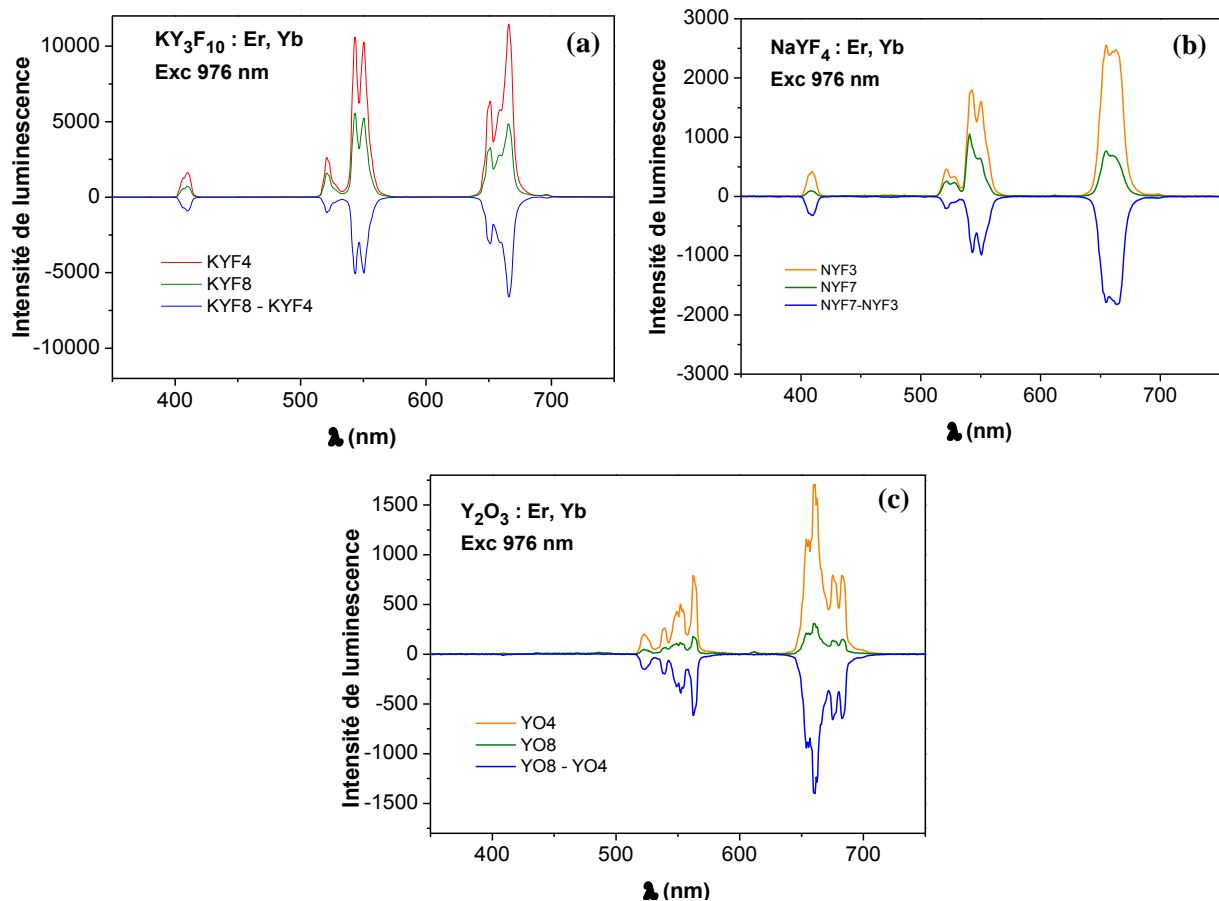 KY3F10 : Er, Yb
Exc 976 nm
(a)
Intensité de luminescence
10000
5000
0
-5000
-10000
KYF4
KYF8
KYF8 - KYF4
400
500
600
700
λ (nm)
NaYF4 : Er, Yb
Exc 976 nm
(b)
Intensité de luminescence
3000
2000
1000
0
-1000
-2000
-3000
NYF3
NYF7
NYF7-NYF3
400
500
600
700
λ (nm)
Y2O3 : Er, Yb
Exc 976 nm
(c)
Intensité de luminescence
1500
1000
500
0
-500
-1000
-1500
YO4
YO8
YO8 - YO4
400
500
600
700
λ (nm)